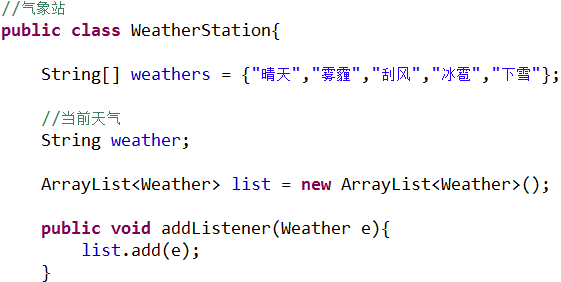 //气象站
public class WeatherStation{
String[] weathers = {"晴天","雾霾","刮风","冰雹","下雪"};
//当前天气
String weather;
ArrayList<Weather> list = new ArrayList<Weather>();
public void addListener(Weather e){
list.add(e);
}